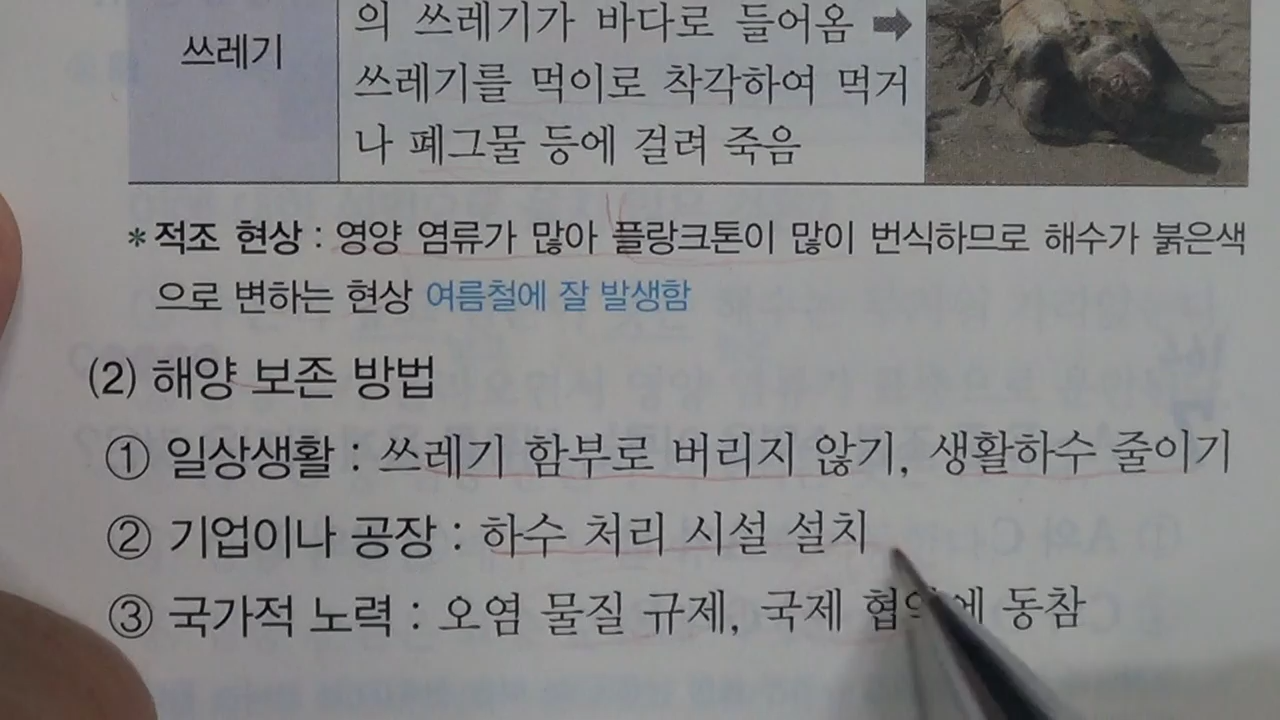 쓰레기
의 쓰레기가 바다로 들어옴 ➡
쓰레기를 먹이로 착각하여 먹거
나 폐그물 등에 걸려 죽음
*적조 현상 : 영양 염류가 많아 플랑크톤이 많이 번식하므로 해수가 붉은색
으로 변하는 현상 여름철에 잘 발생함
(2) 해양 보존 방법
① 일상생활 : 쓰레기 함부로 버리지 않기, 생활하수 줄이기
② 기업이나 공장 : 하수 처리 시설 설치
③ 국가적 노력 : 오염 물질 규제, 국제 동참